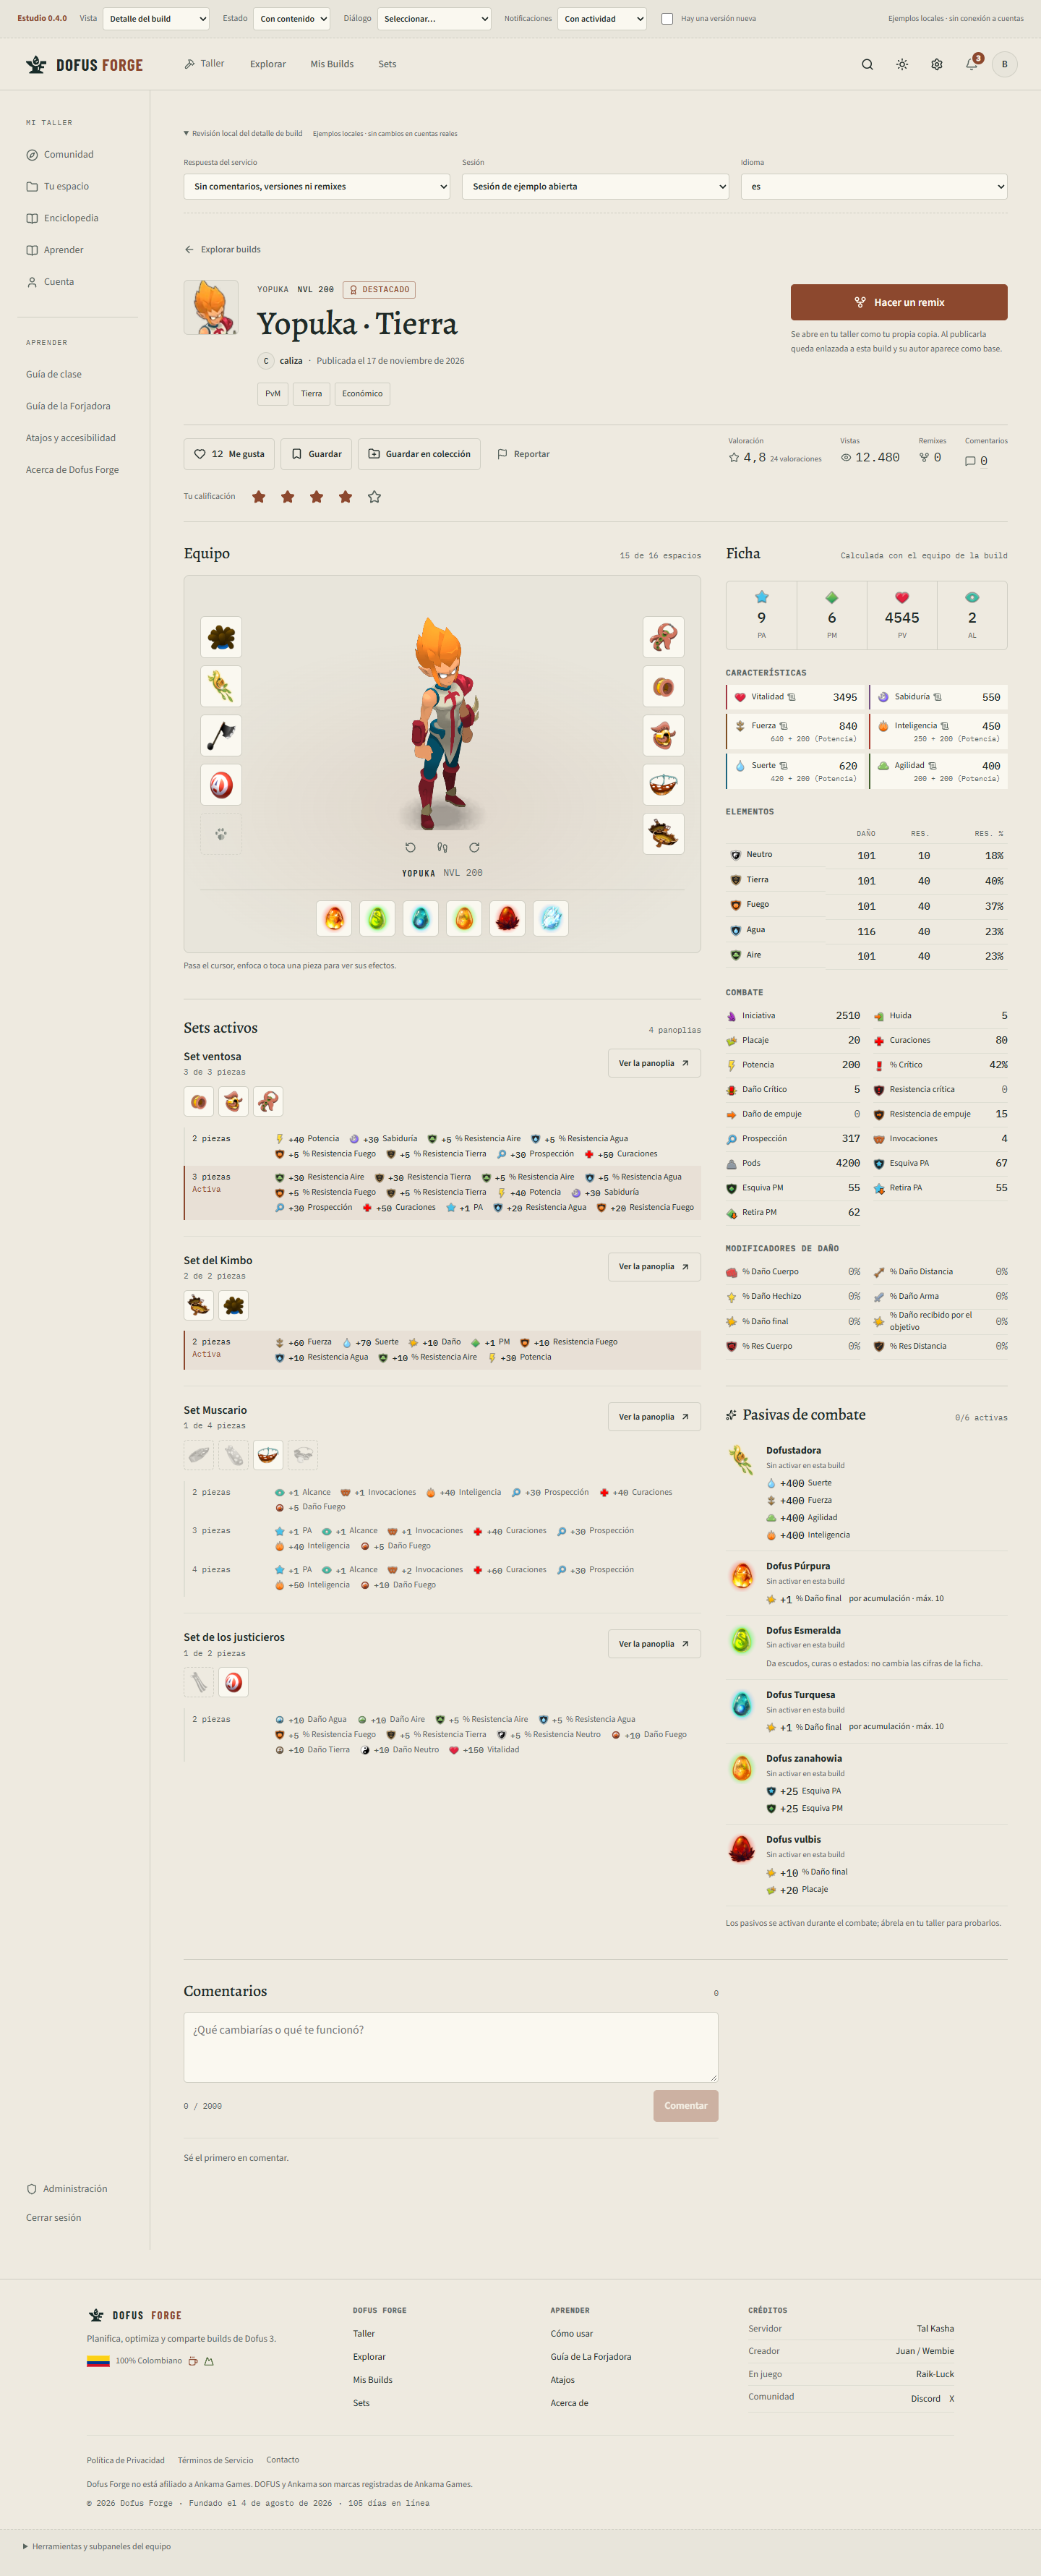 Estudio 0.4.0 Vista Detalle del build Estado Con contenido Diálogo Seleccionar... Notificaciones Con actividad Hay una versión nueva Ejemplos locales · sin conexión a cuentas
DOFUS FORGE Taller Explorar Mis Builds Sets 3 B
MI TALLER
Comunidad
Tu espacio
Enciclopedia
Aprender
Cuenta
APRENDER
Guía de clase
Guía de la Forjadora
Atajos y accesibilidad
Acerca de Dofus Forge
Administración
Cerrar sesión
▼ Revisión local del detalle de build Ejemplos locales · sin cambios en cuentas reales
Respuesta del servicio Sesión Idioma
Sin comentarios, versiones ni remixes Sesión de ejemplo abierta es
Explorar builds
YOPUKA NVL 200 DESTACADO
Yopuka · Tierra
C caliza · Publicada el 17 de noviembre de 2026
PvM Tierra Económico
Hacer un remix
Se abre en tu taller como tu propia copia. Al publicarla
queda enlazada a esta build y su autor aparece como base.
12 Me gusta Guardar Guardar en colección Reportar
Valoración Vistas Remixes Comentarios
4,8 24 valoraciones 12.480 0 0
Tu calificación
Equipo 15 de 16 espacios
YOPUKA NVL 200
Pasa el cursor, enfoca o toca una pieza para ver sus efectos.
Sets activos 4 panoplias
Set ventosa Ver la panoplia
3 de 3 piezas
2 piezas +40 Potencia +30 Sabiduría +5 % Resistencia Aire +5 % Resistencia Agua
+5 % Resistencia Fuego +5 % Resistencia Tierra +30 Prospección +50 Curaciones
3 piezas +30 Resistencia Aire +30 Resistencia Tierra +5 % Resistencia Aire +5 % Resistencia Agua
Activa +5 % Resistencia Fuego +5 % Resistencia Tierra +40 Potencia +30 Sabiduría
+30 Prospección +50 Curaciones +1 PA +20 Resistencia Agua +20 Resistencia Fuego
Set del Kimbo Ver la panoplia
2 de 2 piezas
2 piezas +60 Fuerza +70 Suerte +10 Daño +1 PM +10 Resistencia Fuego
Activa +10 Resistencia Agua +10 % Resistencia Aire +30 Potencia
Set Muscario Ver la panoplia
1 de 4 piezas
2 piezas +1 Alcance +1 Invocaciones +40 Inteligencia +30 Prospección +40 Curaciones
+5 Daño Fuego
3 piezas +1 PA +1 Alcance +1 Invocaciones +40 Curaciones +30 Prospección
+40 Inteligencia +5 Daño Fuego
4 piezas +1 PA +1 Alcance +2 Invocaciones +60 Curaciones +30 Prospección
+50 Inteligencia +10 Daño Fuego
Set de los justicieros Ver la panoplia
1 de 2 piezas
2 piezas +10 Daño Agua +10 Daño Aire +5 % Resistencia Aire +5 % Resistencia Agua
+5 % Resistencia Fuego +5 % Resistencia Tierra +5 % Resistencia Neutro +10 Daño Fuego
+10 Daño Tierra +10 Daño Neutro +150 Vitalidad
Ficha Calculada con el equipo de la build
9 6 4545 2
PA PM PV AL
CARACTERÍSTICAS
Vitalidad 3495 Sabiduría 550
Fuerza 840 Inteligencia 450
640 + 200 (Potencia) 250 + 200 (Potencia)
Suerte 620 Agilidad 400
420 + 200 (Potencia) 200 + 200 (Potencia)
ELEMENTOS
DAÑO RES. RES. %
Neutro 101 10 18%
Tierra 101 40 40%
Fuego 101 40 37%
Agua 116 40 23%
Aire 101 40 23%
COMBATE
Iniciativa 2510 Huida 5
Placaje 20 Curaciones 80
Potencia 200 % Crítico 42%
Daño Crítico 5 Resistencia crítica 0
Daño de empuje 0 Resistencia de empuje 15
Prospección 317 Invocaciones 4
Pods 4200 Esquiva PA 67
Esquiva PM 55 Retira PA 55
Retira PM 62
MODIFICADORES DE DAÑO
% Daño Cuerpo 0% % Daño Distancia 0%
% Daño Hechizo 0% % Daño Arma 0%
% Daño final 0% % Daño recibido por el objetivo 0%
% Res Cuerpo 0% % Res Distancia 0%
Pasivas de combate 0/6 activas
Dofustadora
Sin activar en esta build
+400 Suerte
+400 Fuerza
+400 Agilidad
+400 Inteligencia
Dofus Púrpura
Sin activar en esta build
+1 % Daño final por acumulación · máx. 10
Dofus Esmeralda
Sin activar en esta build
Da escudos, curas o estados: no cambia las cifras de la ficha.
Dofus Turquesa
Sin activar en esta build
+1 % Daño final por acumulación · máx. 10
Dofus zanahowia
Sin activar en esta build
+25 Esquiva PA
+25 Esquiva PM
Dofus vulbis
Sin activar en esta build
+10 % Daño final
+20 Placaje
Los pasivos se activan durante el combate; ábrela en tu taller para probarlos.
Comentarios 0
¿Qué cambiarías o qué te funcionó?
0 / 2000 Comentar
Sé el primero en comentar.
DOFUS FORGE
Planifica, optimiza y comparte builds de Dofus 3.
100% Colombiano
DOFUS FORGE
Taller
Explorar
Mis Builds
Sets
APRENDER
Cómo usar
Guía de La Forjadora
Atajos
Acerca de
CRÉDITOS
Servidor Tal Kasha
Creador Juan / Wembie
En juego Raik-Luck
Comunidad Discord X
Política de Privacidad Términos de Servicio Contacto
Dofus Forge no está afiliado a Ankama Games. DOFUS y Ankama son marcas registradas de Ankama Games.
© 2026 Dofus Forge · Fundado el 4 de agosto de 2026 · 105 días en línea
▶ Herramientas y subpaneles del equipo